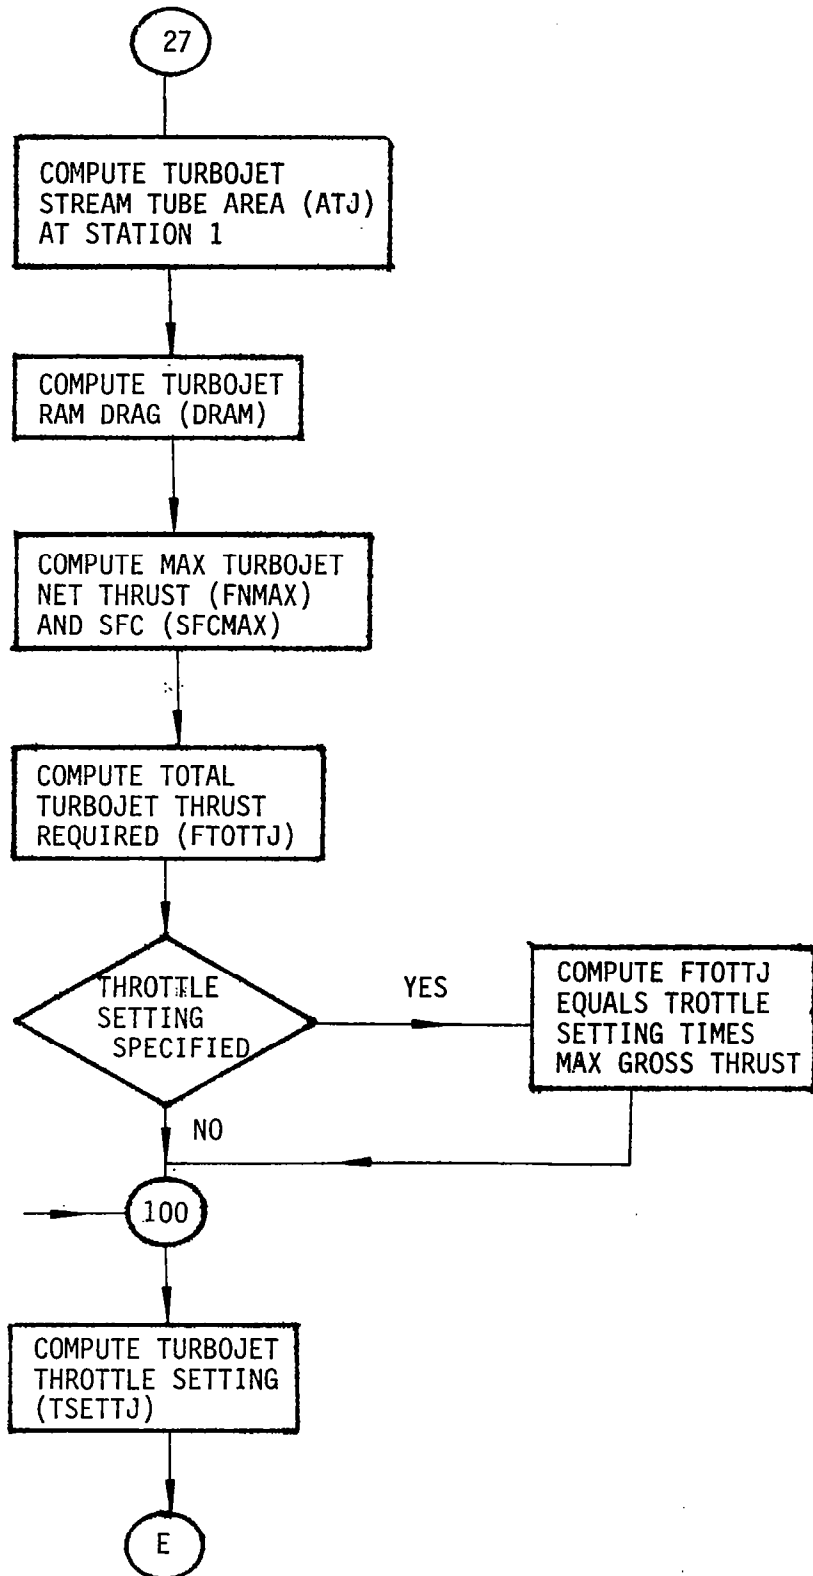 27
COMPUTE TURBOJET
STREAM TUBE AREA (ATJ)
AT STATION 1
COMPUTE TURBOJET
RAM DRAG (DRAM)
COMPUTE MAX TURBOJET
NET THRUST (FNMAX)
AND SFC (SFCMAX)
COMPUTE TOTAL
TURBOJET THRUST
REQUIRED (FTOTTJ)
THROTTLE
SETTING
SPECIFIED
YES
COMPUTE FTOTTJ
EQUALS TROTTLE
SETTING TIMES
MAX GROSS THRUST
NO
100
COMPUTE TURBOJET
THROTTLE SETTING
(TSETTJ)
E